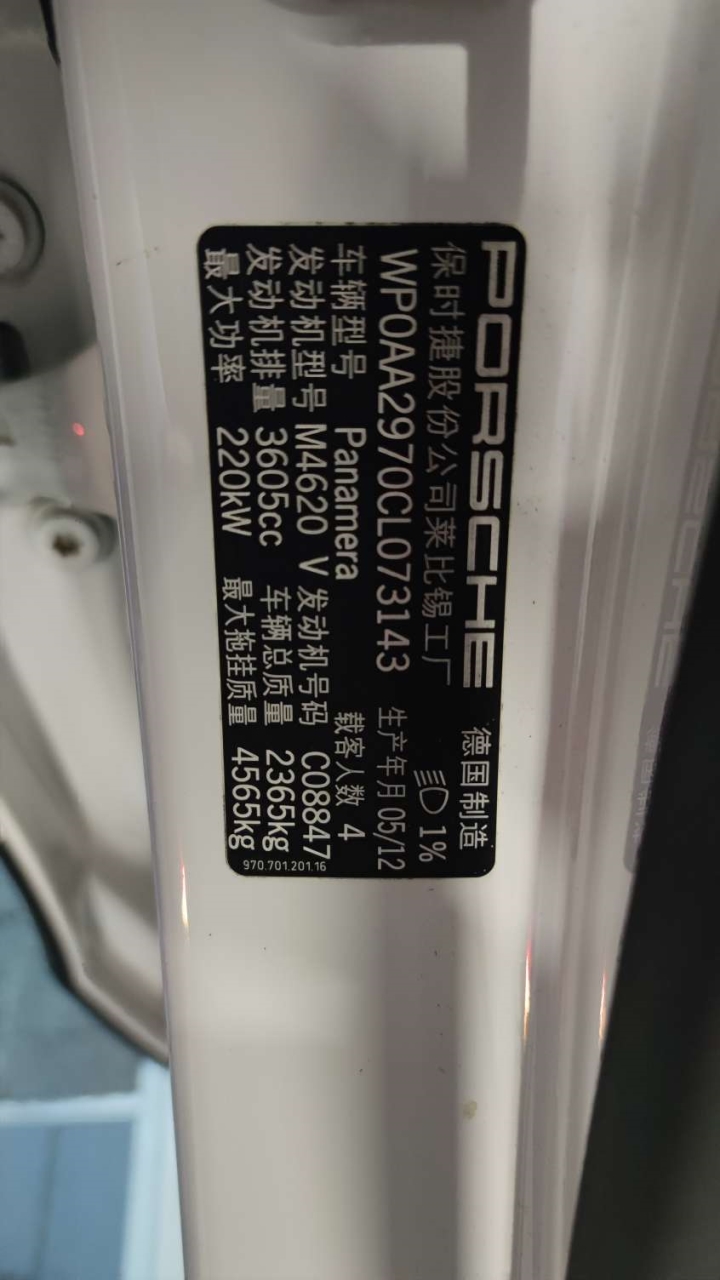 PORSCHE 德国制造
保时捷股份公司莱比锡工厂 1%
WP0AA2970CL073143 生产年月05/12
车辆型号 Panamera 载客人数 4
发动机型号 M4620 V 发动机号码 C08847
发动机排量 3605cc 车辆总质量 2365kg
最大功率 220kW 最大拖挂质量 4565kg
970.701.201.16